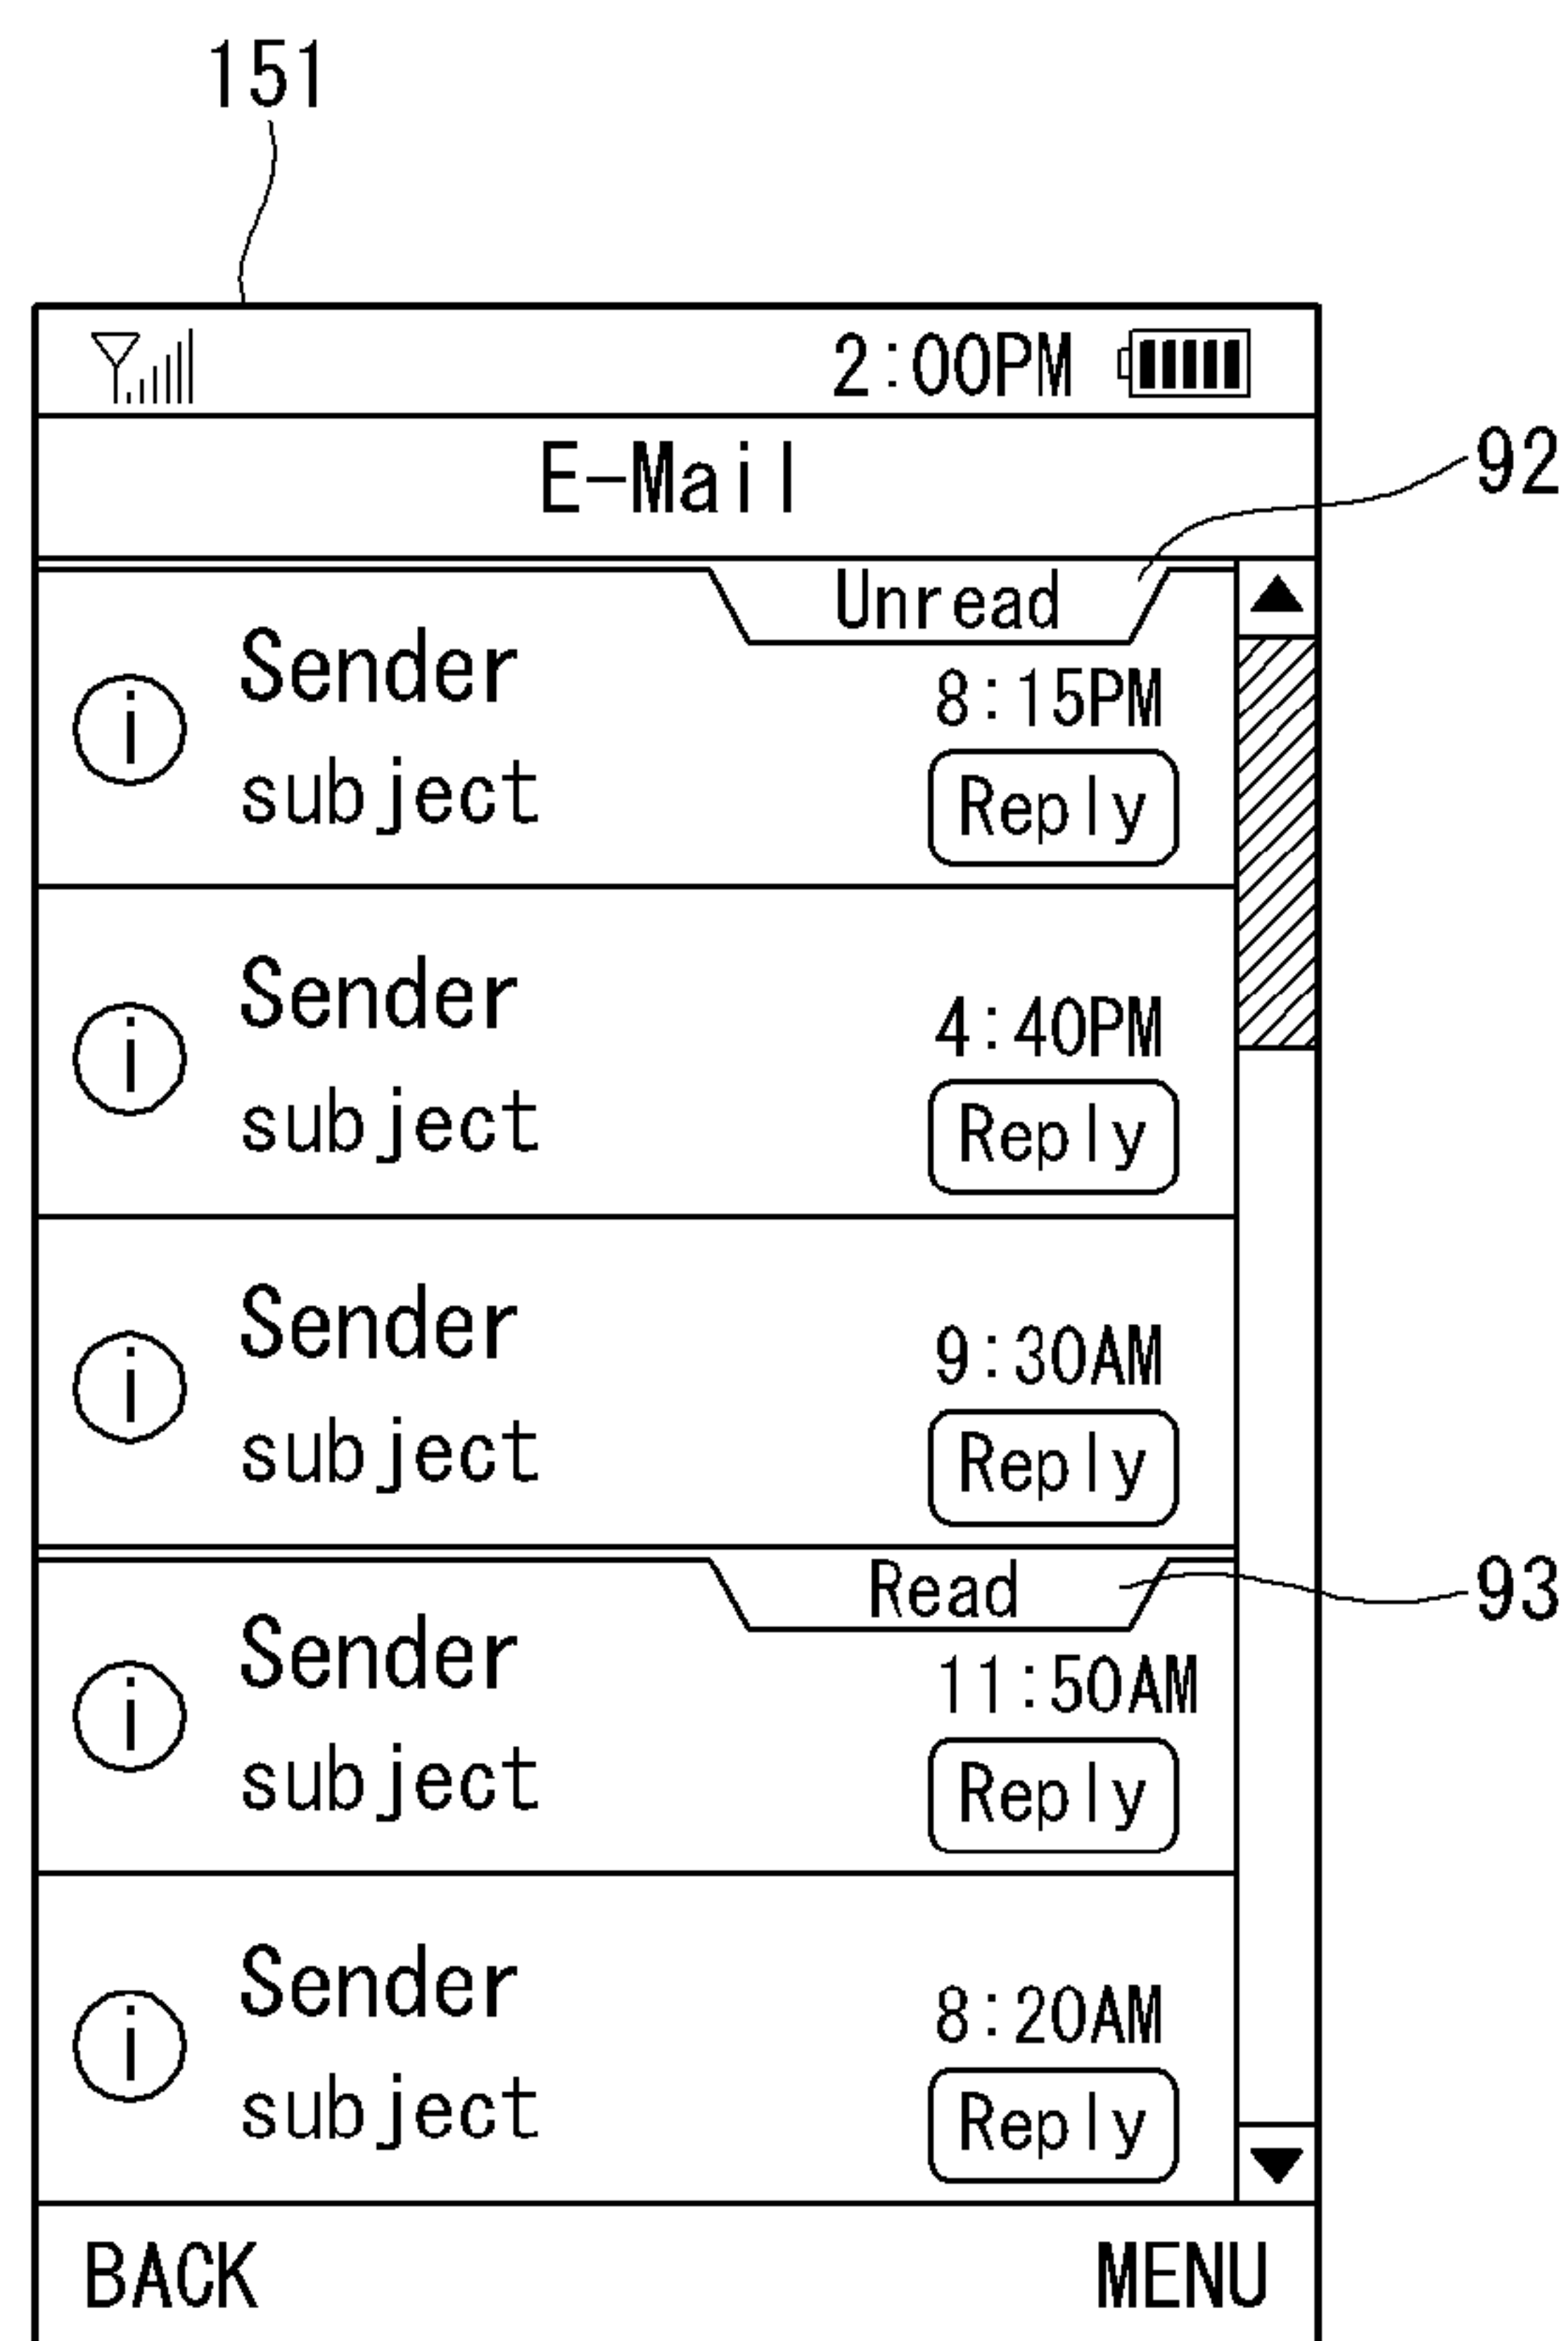 151
2:00PM
E-Mail
92
Unread
Sender
8:15PM
subject
Reply
Sender
4:40PM
subject
Reply
Sender
9:30AM
subject
Reply
Read
93
Sender
11:50AM
subject
Reply
Sender
8:20AM
subject
Reply
BACK MENU